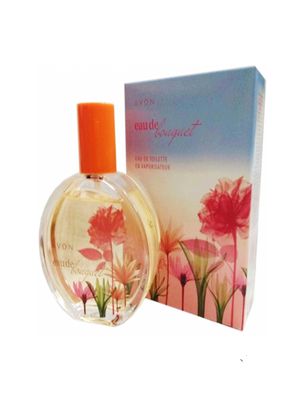 AVON
eau de
bouquet
EAU DE TOILETTE
EN VAPORISATEUR
AVON
eau de
bouquet